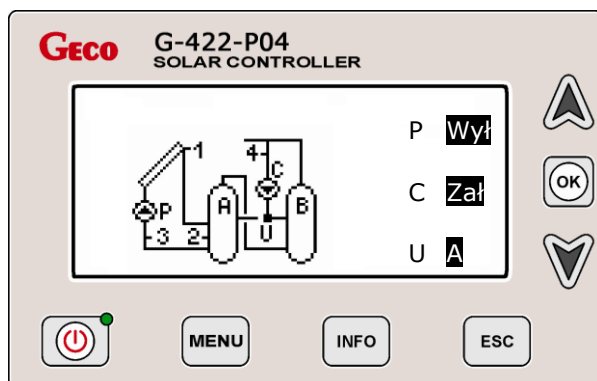 GECO G-422-P04
SOLAR CONTROLLER
1 4 C
P A B
3 2 U
P Wył
C Zał
U A
OK
MENU INFO ESC